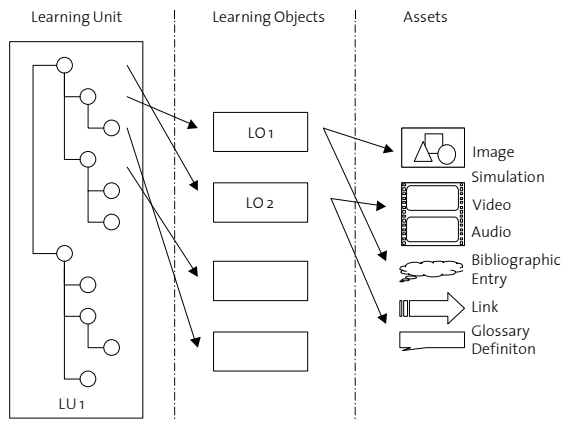 Learning Unit
Learning Objects
Assets
LU 1
LO 1
LO 2
Image
Simulation
Video
Audio
Bibliographic
Entry
Link
Glossary
Definiton